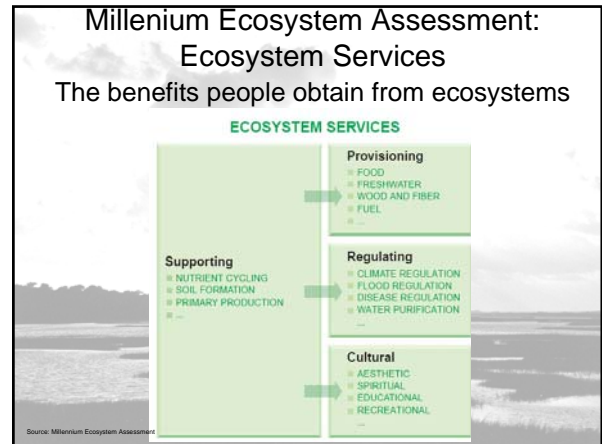 Millenium Ecosystem Assessment:
Ecosystem Services
The benefits people obtain from ecosystems
ECOSYSTEM SERVICES
Supporting
NUTRIENT CYCLING
SOIL FORMATION
PRIMARY PRODUCTION
...
Provisioning
FOOD
FRESHWATER
WOOD AND FIBER
FUEL
...
Regulating
CLIMATE REGULATION
FLOOD REGULATION
DISEASE REGULATION
WATER PURIFICATION
...
Cultural
AESTHETIC
SPIRITUAL
EDUCATIONAL
RECREATIONAL
...
Source: Millennium Ecosystem Assessment